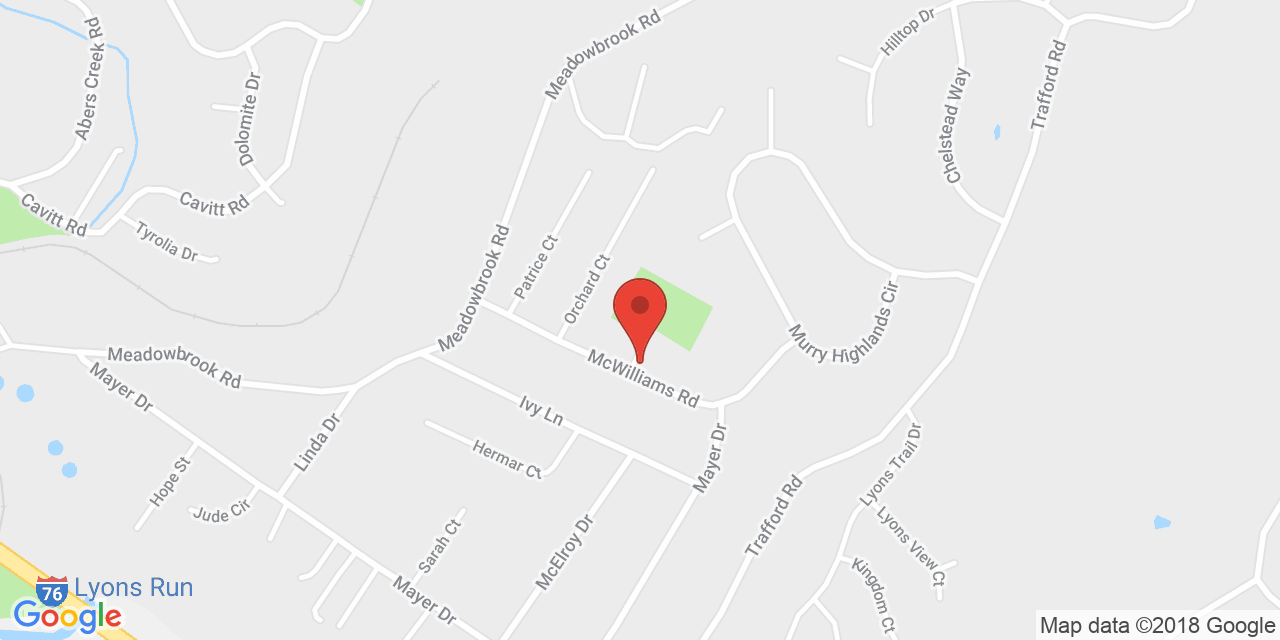 Meadowbrook Rd
Hilltop Dr
Abers Creek Rd
Dolomite Dr
Trafford Rd
Chelstead Way
Cavitt Rd
Cavitt Rd
Tyrolia Dr
Meadowbrook Rd
Patrice Ct
Orchard Ct
Murry Highlands Cir
Meadowbrook Rd
McWilliams Rd
Mayer Dr
Ivy Ln
Linda Dr
Hermar Ct
Mayer Dr
Lyons Trail Dr
Hope St
Jude Cir
Trafford Rd
Sarah Ct
McElroy Dr
Lyons View Ct
Kingdom Ct
Mayer Dr
76
Lyons Run
Google
Map data ©2018 Google